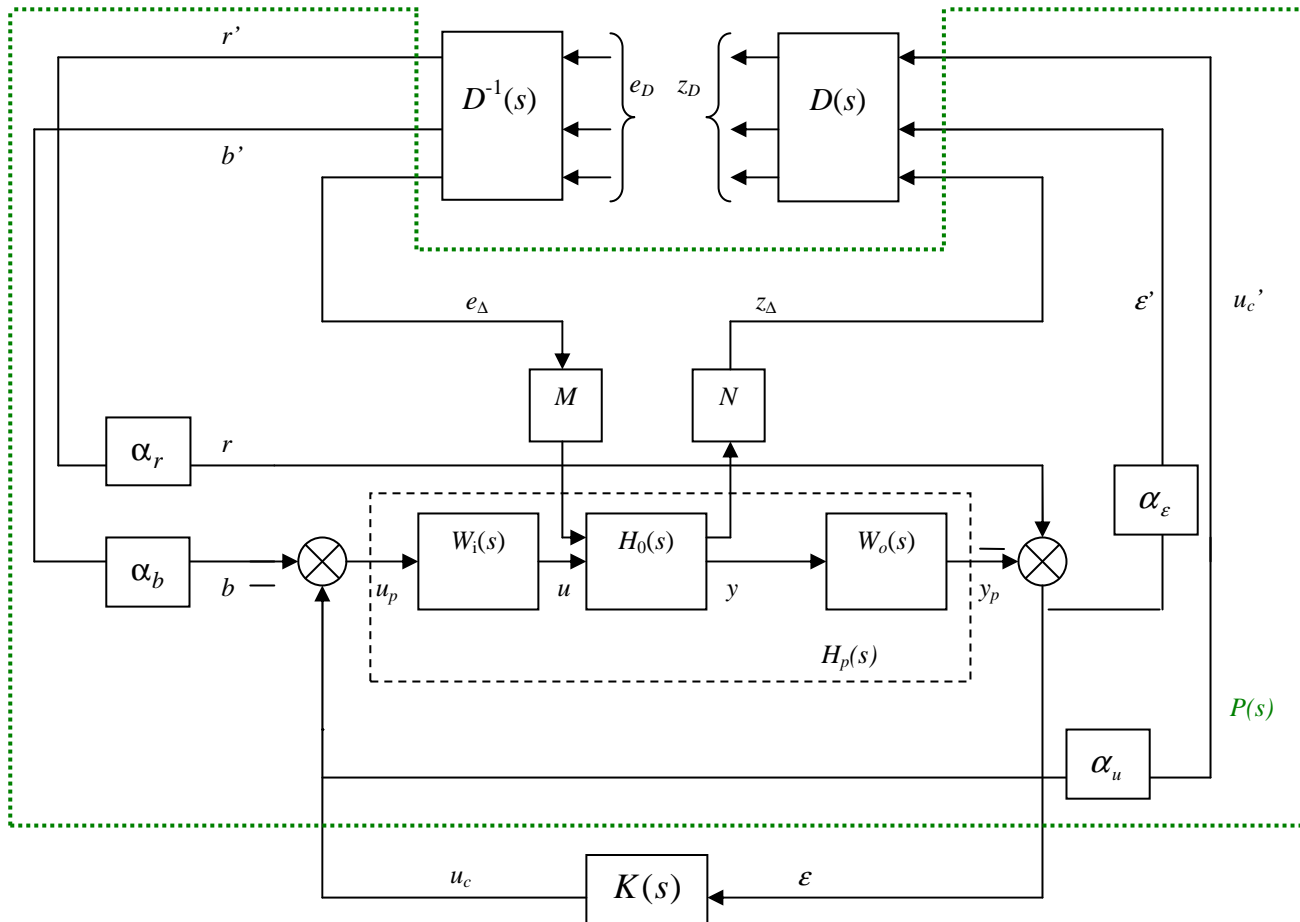 r’
D⁻¹(s)
e_D
z_D
D(s)
b’
e_Δ
z_Δ
ε’
u_c’
M
N
α_r
r
α_ε
W_i(s)
H_0(s)
W_o(s)
α_b
b
u_p
u
y
y_p
H_p(s)
P(s)
α_u
u_c
K(s)
ε